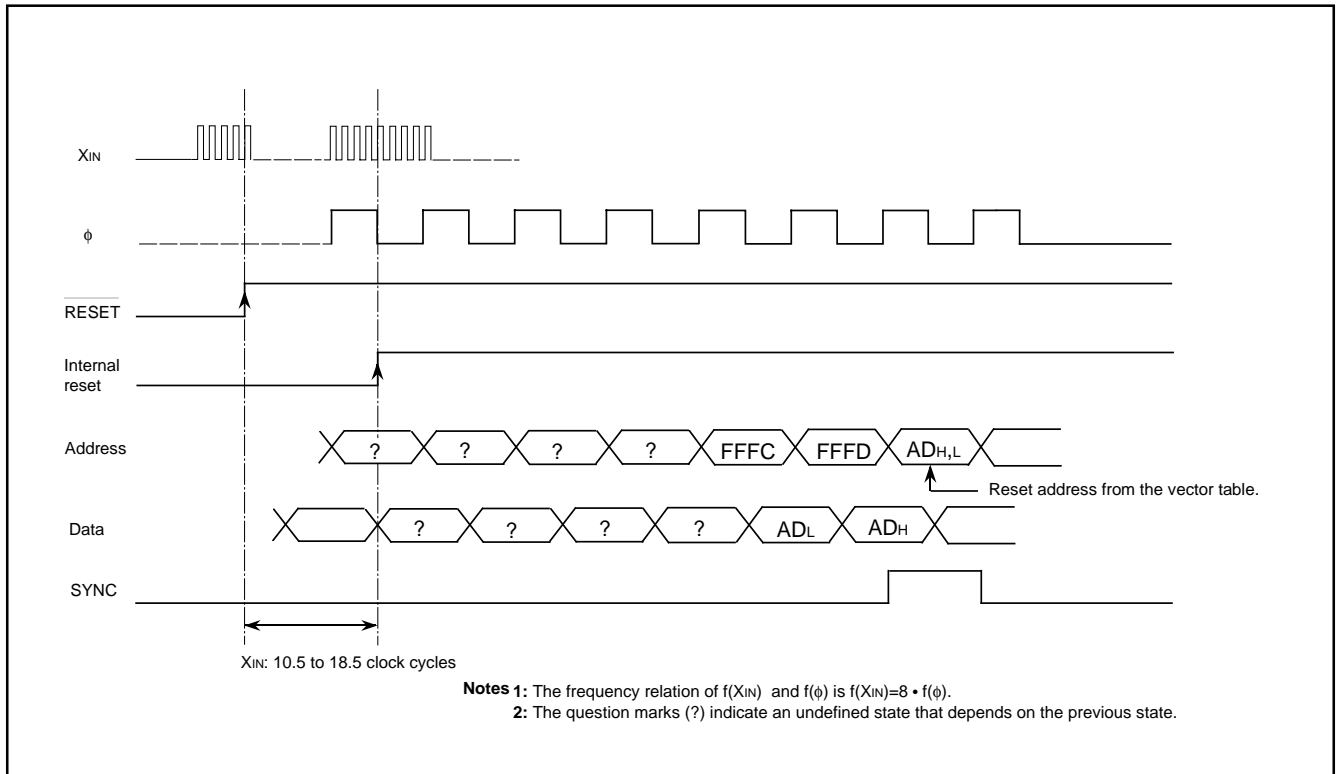 XIN
ϕ
RESET
Internal
reset
Address
? ? ? ? FFFC FFFD ADH,L
Reset address from the vector table.
Data
? ? ? ? ADL ADH
SYNC
XIN: 10.5 to 18.5 clock cycles
Notes 1: The frequency relation of f(XIN) and f(ϕ) is f(XIN)=8 • f(ϕ).
2: The question marks (?) indicate an undefined state that depends on the previous state.